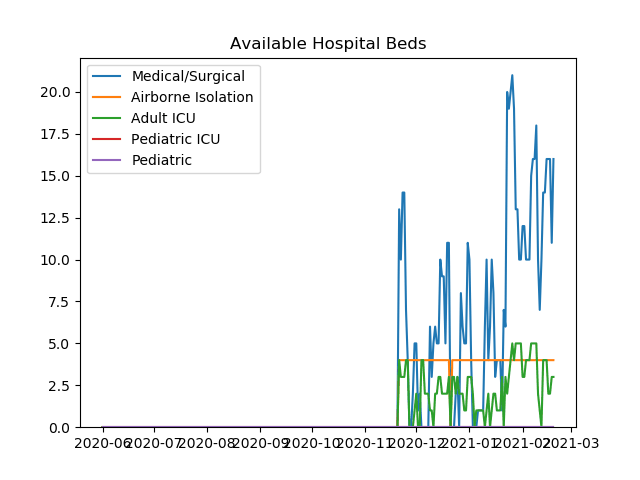 Available Hospital Beds
Medical/Surgical
Airborne Isolation
Adult ICU
Pediatric ICU
Pediatric
20.0
17.5
15.0
12.5
10.0
7.5
5.0
2.5
0.0
2020-06 2020-07 2020-08 2020-09 2020-10 2020-11 2020-12 2021-01 2021-02 2021-03